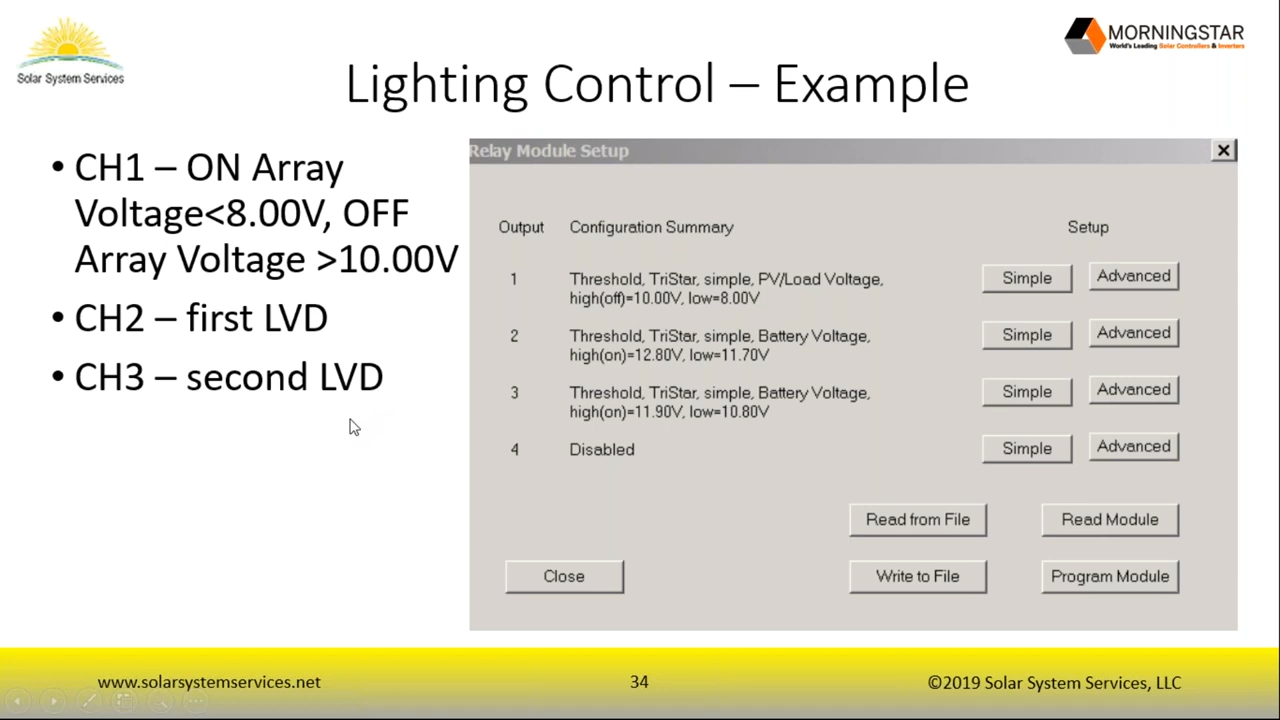 Solar System Services
MORNINGSTAR
World's Leading Solar Controllers & Inverters
Lighting Control – Example
• CH1 – ON Array
Voltage<8.00V, OFF
Array Voltage >10.00V
• CH2 – first LVD
• CH3 – second LVD
Relay Module Setup
Output Configuration Summary Setup
1 Threshold, TriStar, simple, PV/Load Voltage,
high(off)=10.00V, low=8.00V
Simple Advanced
2 Threshold, TriStar, simple, Battery Voltage,
high(on)=12.80V, low=11.70V
Simple Advanced
3 Threshold, TriStar, simple, Battery Voltage,
high(on)=11.90V, low=10.80V
Simple Advanced
4 Disabled Simple Advanced
Read from File Read Module
Close Write to File Program Module
www.solarsystemservices.net 34 ©2019 Solar System Services, LLC